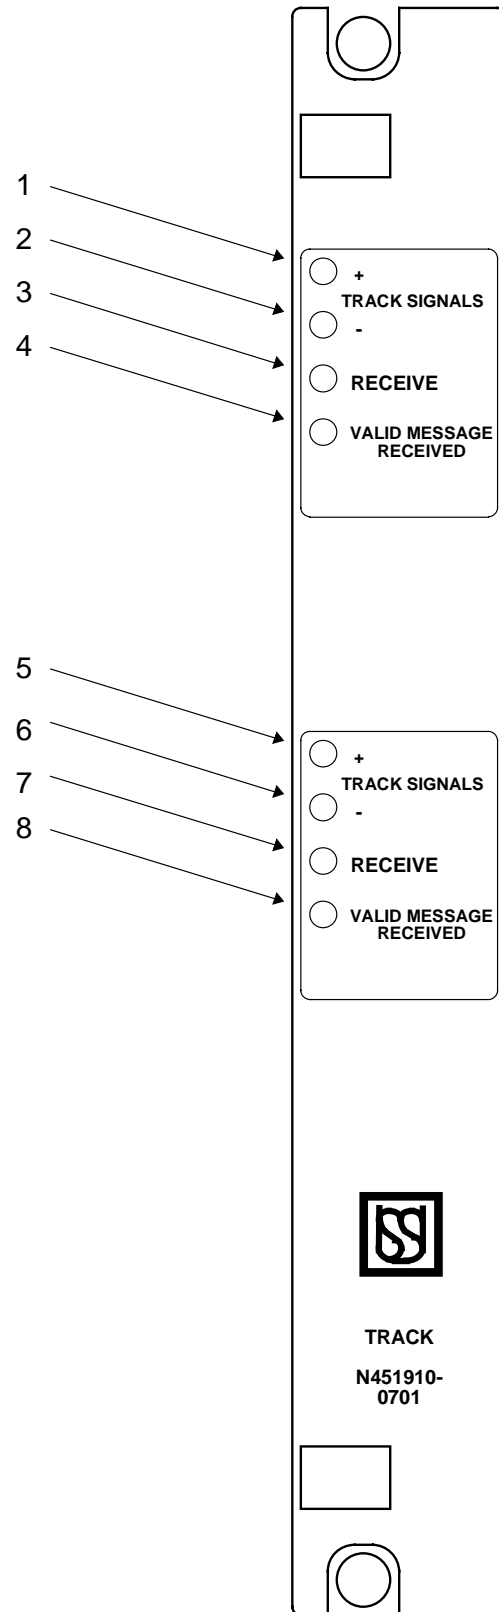 1
2
3
4
+
TRACK SIGNALS
-
RECEIVE
VALID MESSAGE
RECEIVED
5
6
7
8
+
TRACK SIGNALS
-
RECEIVE
VALID MESSAGE
RECEIVED
TRACK
N451910-
0701